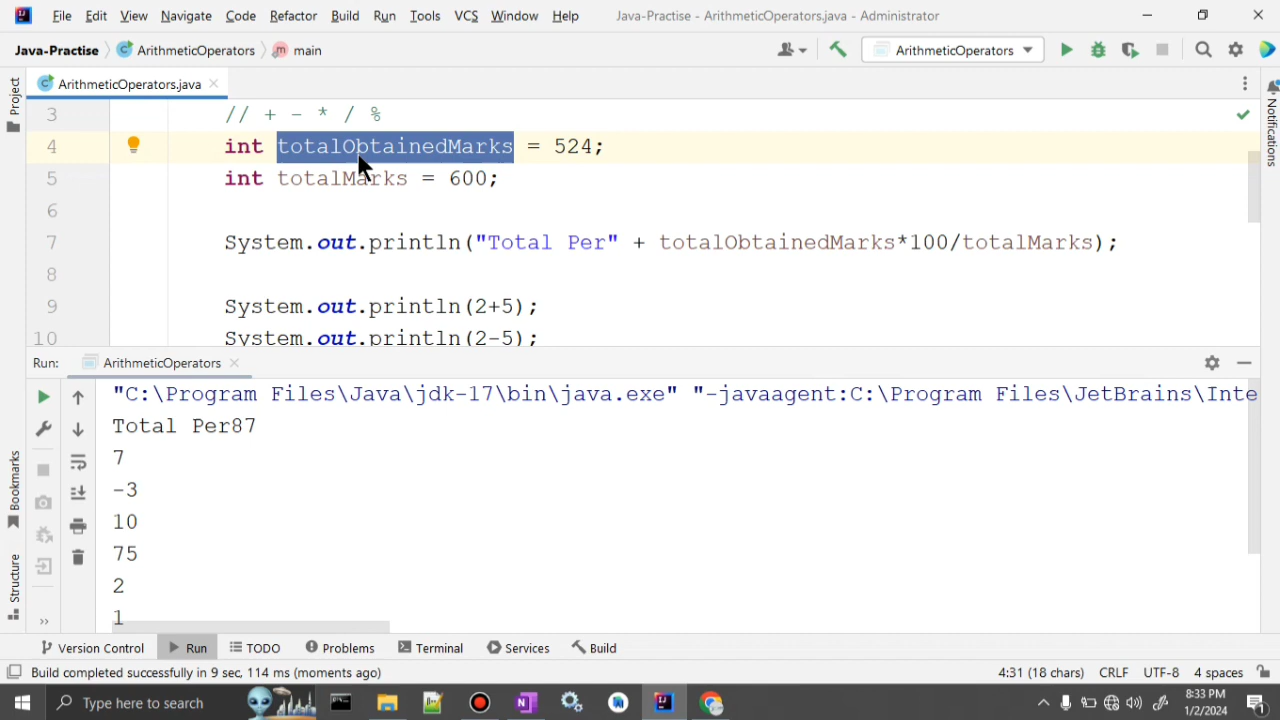 File Edit View Navigate Code Refactor Build Run Tools VCS Window Help Java-Practise - ArithmeticOperators.java - Administrator
Java-Practise ArithmeticOperators main ArithmeticOperators
Project
ArithmeticOperators.java
Notifications
3 // + - * / %
4 int totalObtainedMarks = 524;
5 int totalMarks = 600;
6
7 System.out.println("Total Per" + totalObtainedMarks*100/totalMarks);
8
9 System.out.println(2+5);
10 System.out.println(2-5);
Run: ArithmeticOperators
"C:\Program Files\Java\jdk-17\bin\java.exe" "-javaagent:C:\Program Files\JetBrains\Inte
Total Per87
7
-3
10
75
2
1
Bookmarks
Structure
Version Control Run TODO Problems Terminal Services Build
Build completed successfully in 9 sec, 114 ms (moments ago) 4:31 (18 chars) CRLF UTF-8 4 spaces
Type here to search
8:33 PM
1/2/2024
1